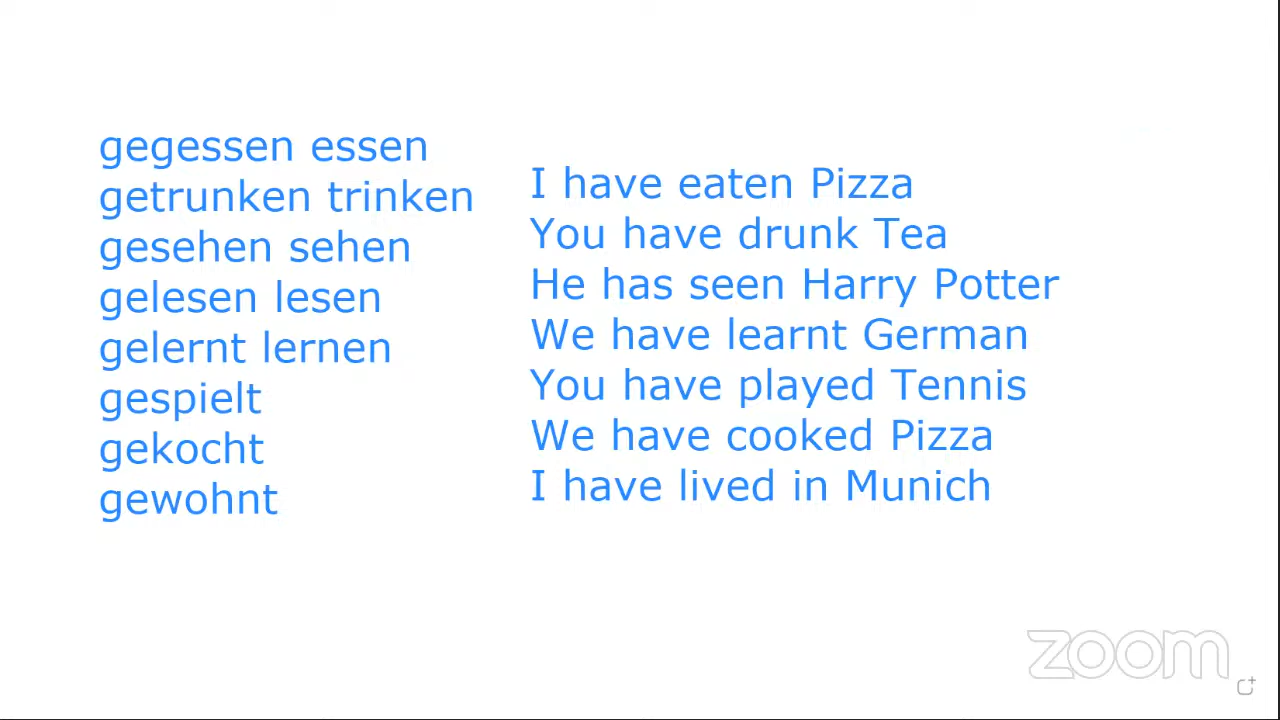 gegessen essen
getrunken trinken
gesehen sehen
gelesen lesen
gelernt lernen
gespielt
gekocht
gewohnt
I have eaten Pizza
You have drunk Tea
He has seen Harry Potter
We have learnt German
You have played Tennis
We have cooked Pizza
I have lived in Munich
zoom